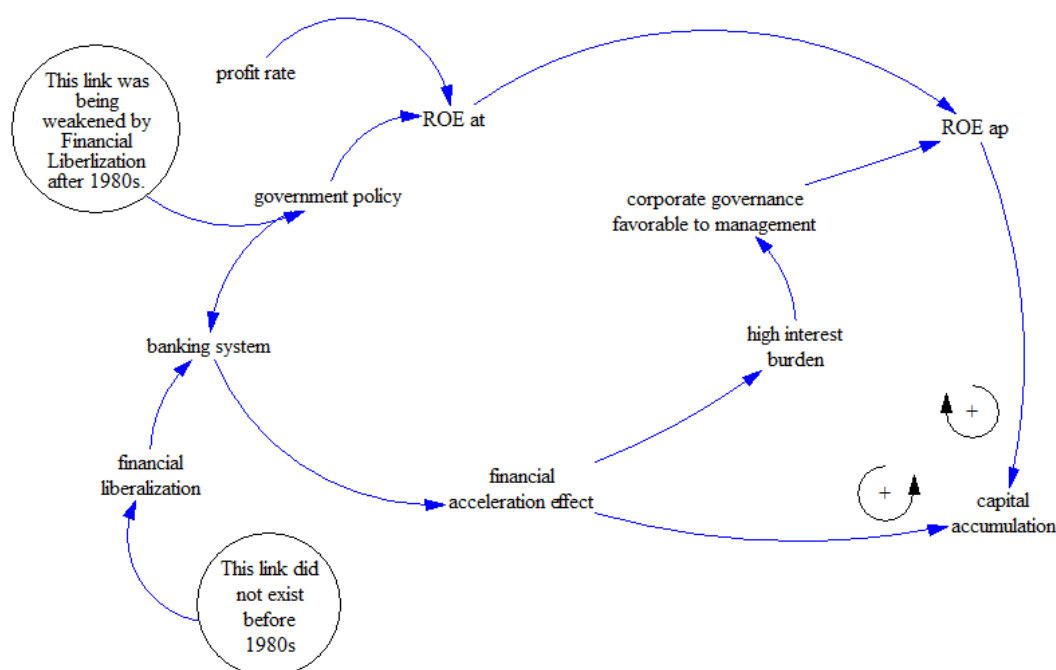 This link was
being
weakened by
Financial
Liberlization
after 1980s.
profit rate
ROE at
ROE ap
government policy
corporate governance
favorable to management
banking system
high interest
burden
+
financial
liberalization
financial
acceleration effect
+
capital
accumulation
This link did
not exist
before
1980s